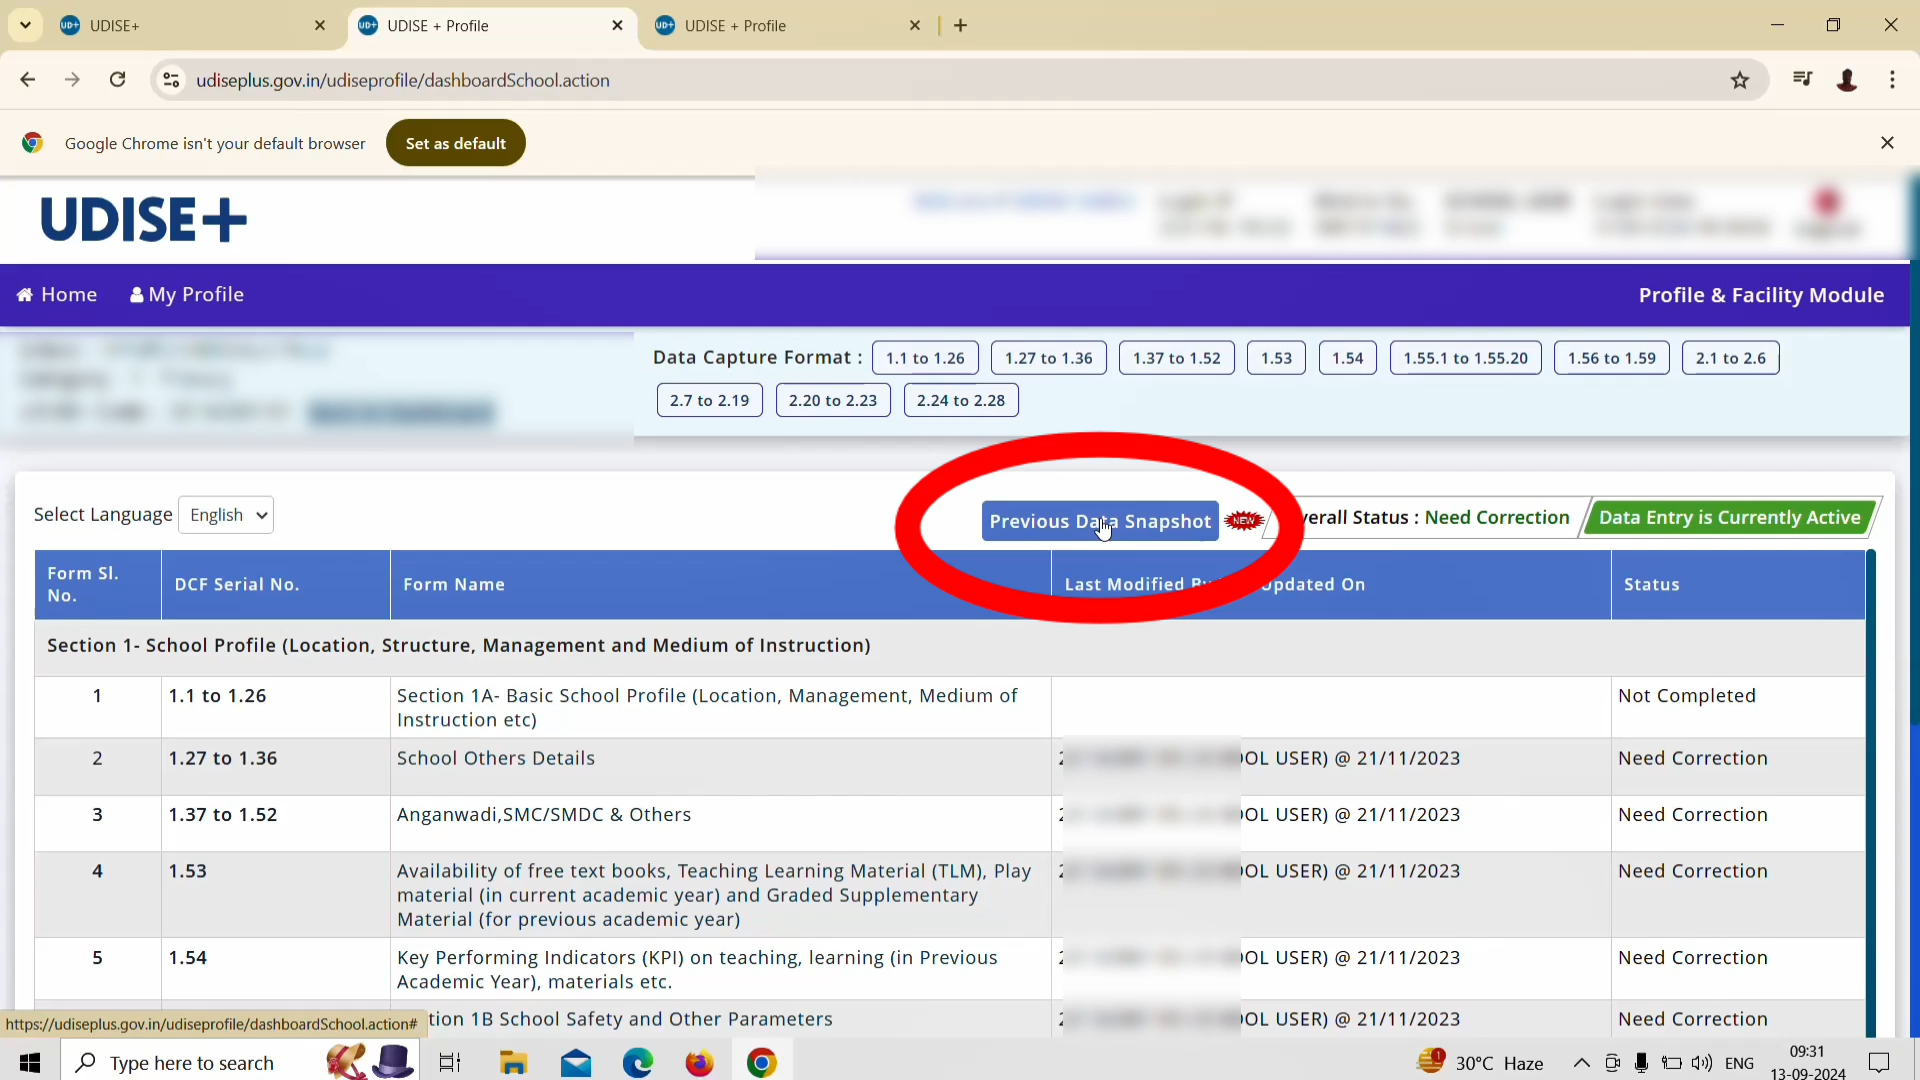 UDISE+
UDISE + Profile
UDISE + Profile
udiseplus.gov.in/udiseprofile/dashboardSchool.action
Google Chrome isn't your default browser
Set as default
UDISE+
Home
My Profile
Profile & Facility Module
Data Capture Format :
1.1 to 1.26
1.27 to 1.36
1.37 to 1.52
1.53
1.54
1.55.1 to 1.55.20
1.56 to 1.59
2.1 to 2.6
2.7 to 2.19
2.20 to 2.23
2.24 to 2.28
Select Language
English
Previous Data Snapshot
NEW
verall Status : Need Correction
Data Entry is Currently Active
Form Sl.
No.
DCF Serial No.
Form Name
Last Modified By
Updated On
Status
Section 1- School Profile (Location, Structure, Management and Medium of Instruction)
1
1.1 to 1.26
Section 1A- Basic School Profile (Location, Management, Medium of
Instruction etc)
Not Completed
2
1.27 to 1.36
School Others Details
OOL USER) @ 21/11/2023
Need Correction
3
1.37 to 1.52
Anganwadi,SMC/SMDC & Others
OOL USER) @ 21/11/2023
Need Correction
4
1.53
Availability of free text books, Teaching Learning Material (TLM), Play
material (in current academic year) and Graded Supplementary
Material (for previous academic year)
OOL USER) @ 21/11/2023
Need Correction
5
1.54
Key Performing Indicators (KPI) on teaching, learning (in Previous
Academic Year), materials etc.
OOL USER) @ 21/11/2023
Need Correction
tion 1B School Safety and Other Parameters
OOL USER) @ 21/11/2023
Need Correction
https://udiseplus.gov.in/udiseprofile/dashboardSchool.action#
Type here to search
1
30°C Haze
ENG
09:31
13-09-2024